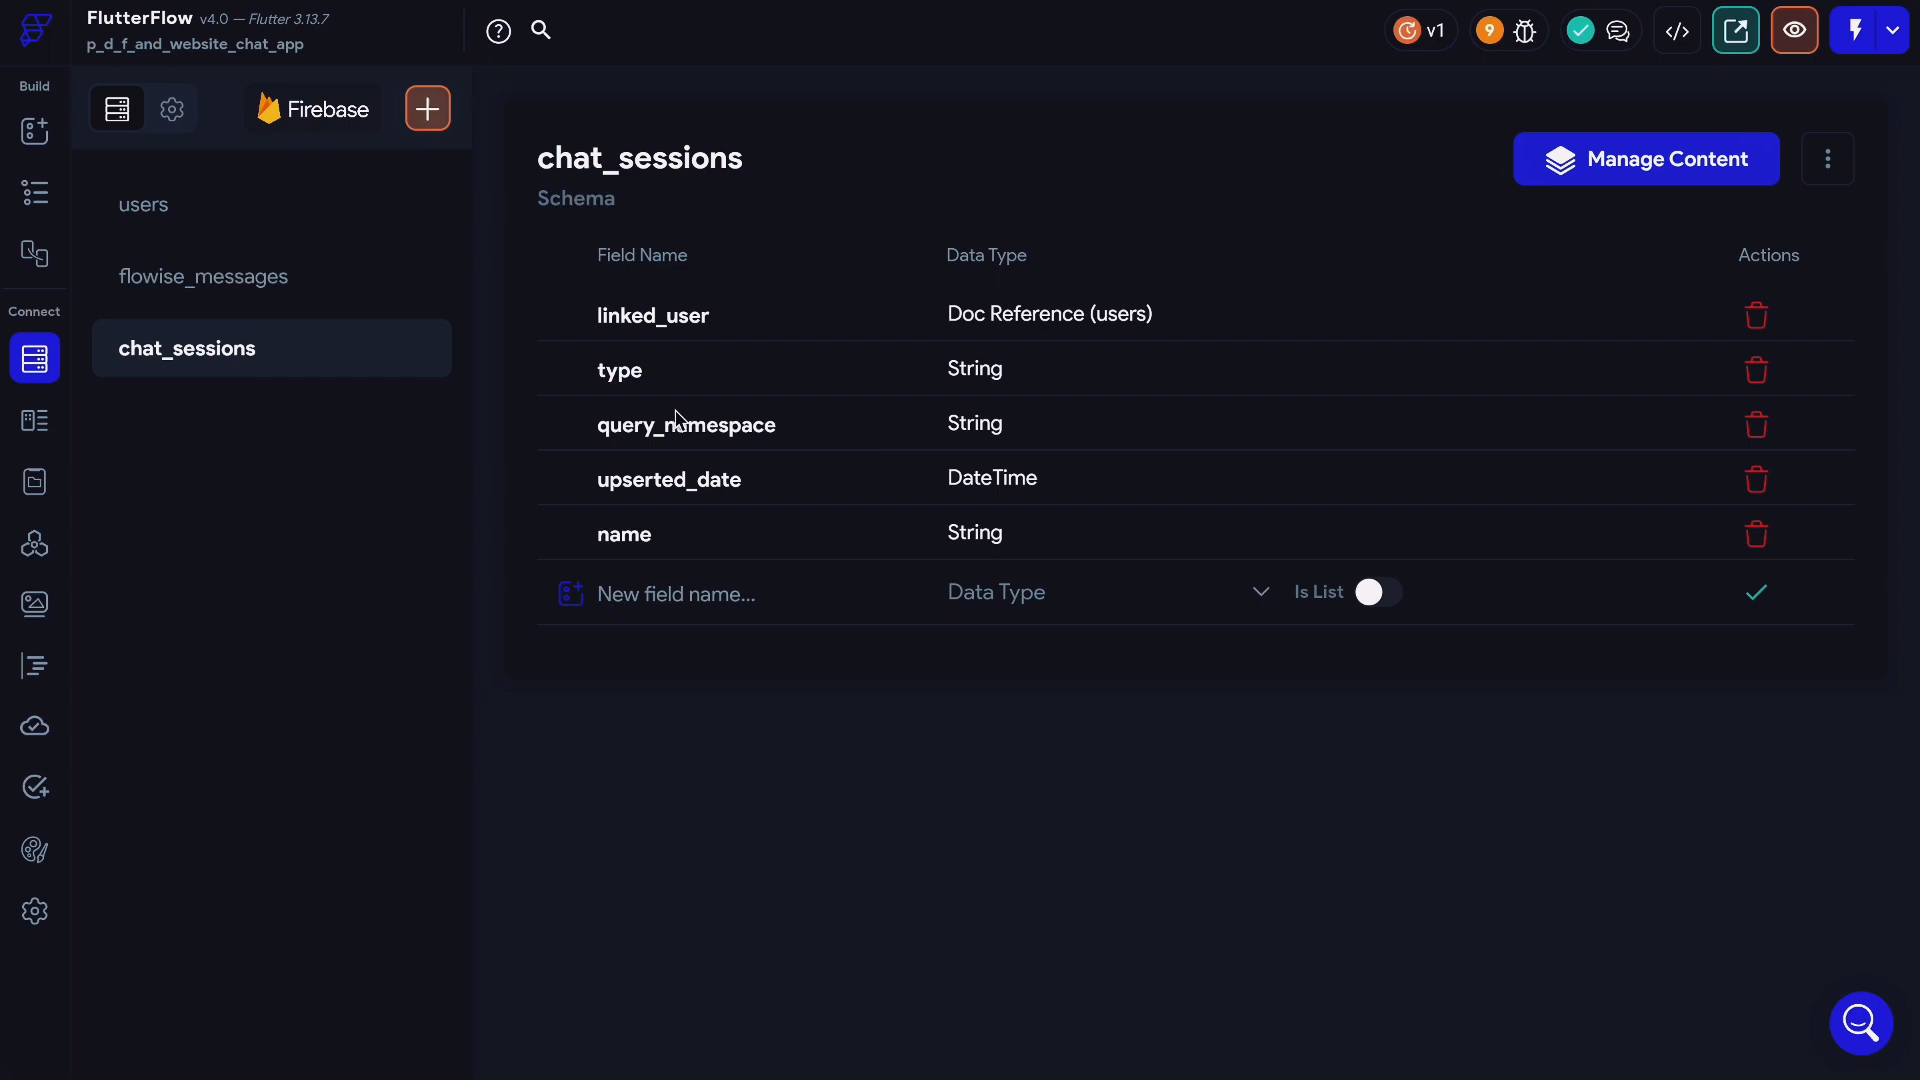 FlutterFlow v4.0 — Flutter 3.13.7
p_d_f_and_website_chat_app
v1
9
Build
Connect
Firebase
users
flowise_messages
chat_sessions
chat_sessions
Schema
Manage Content
Field Name Data Type Actions
linked_user Doc Reference (users)
type String
query_namespace String
upserted_date DateTime
name String
New field name... Data Type Is List